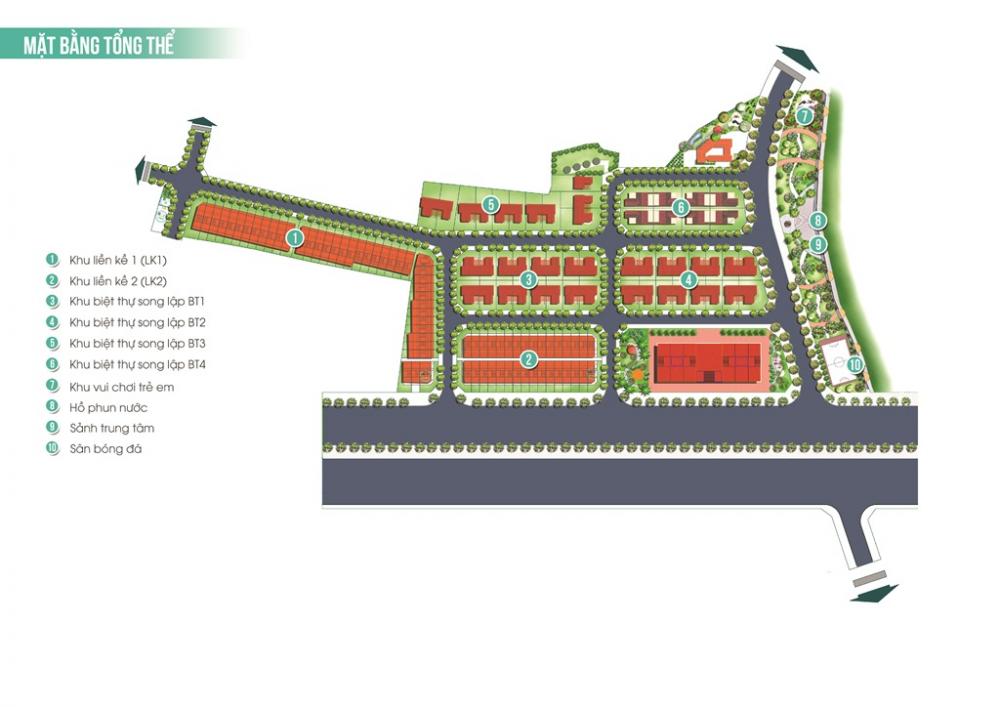 MẶT BẰNG TỔNG THỂ
1 Khu liền kề 1 (LK1)
2 Khu liền kề 2 (LK2)
3 Khu biệt thự song lập BT1
4 Khu biệt thự song lập BT2
5 Khu biệt thự song lập BT3
6 Khu biệt thự song lập BT4
7 Khu vui chơi trẻ em
8 Hồ phun nước
9 Sảnh trung tâm
10 Sân bóng đá
7
5
6
8
1
9
3
4
2
10